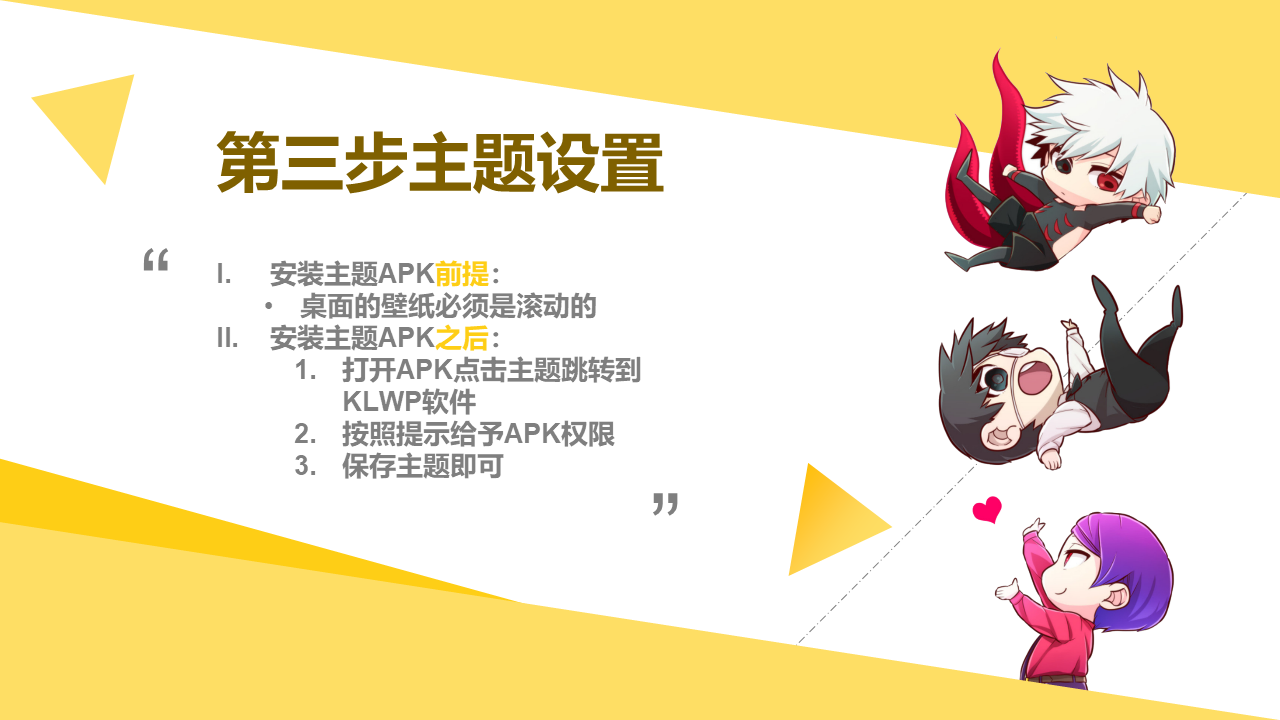 第三步主题设置
“
I. 安装主题APK前提：
• 桌面的壁纸必须是滚动的
II. 安装主题APK之后：
1. 打开APK点击主题跳转到
KLWP软件
2. 按照提示给予APK权限
3. 保存主题即可
”